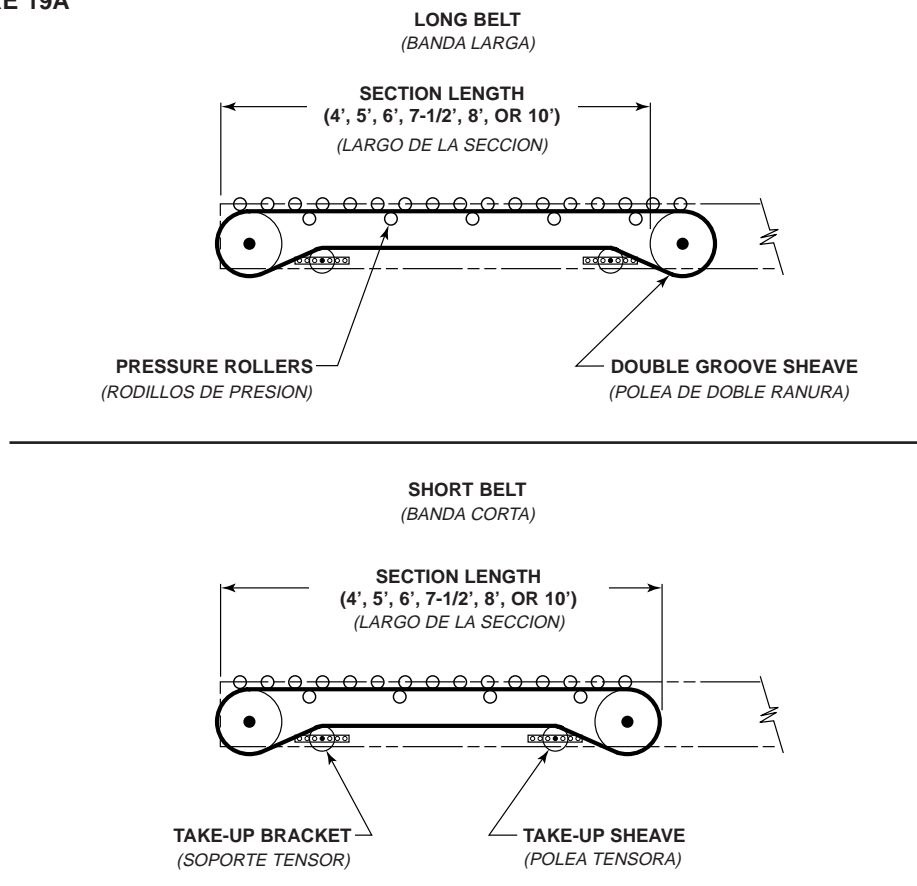 E 19A
LONG BELT
(BANDA LARGA)
SECTION LENGTH
(4’, 5’, 6’, 7-1/2’, 8’, OR 10’)
(LARGO DE LA SECCION)
PRESSURE ROLLERS
(RODILLOS DE PRESION)
DOUBLE GROOVE SHEAVE
(POLEA DE DOBLE RANURA)
SHORT BELT
(BANDA CORTA)
SECTION LENGTH
(4’, 5’, 6’, 7-1/2’, 8’, OR 10’)
(LARGO DE LA SECCION)
TAKE-UP BRACKET
(SOPORTE TENSOR)
TAKE-UP SHEAVE
(POLEA TENSORA)